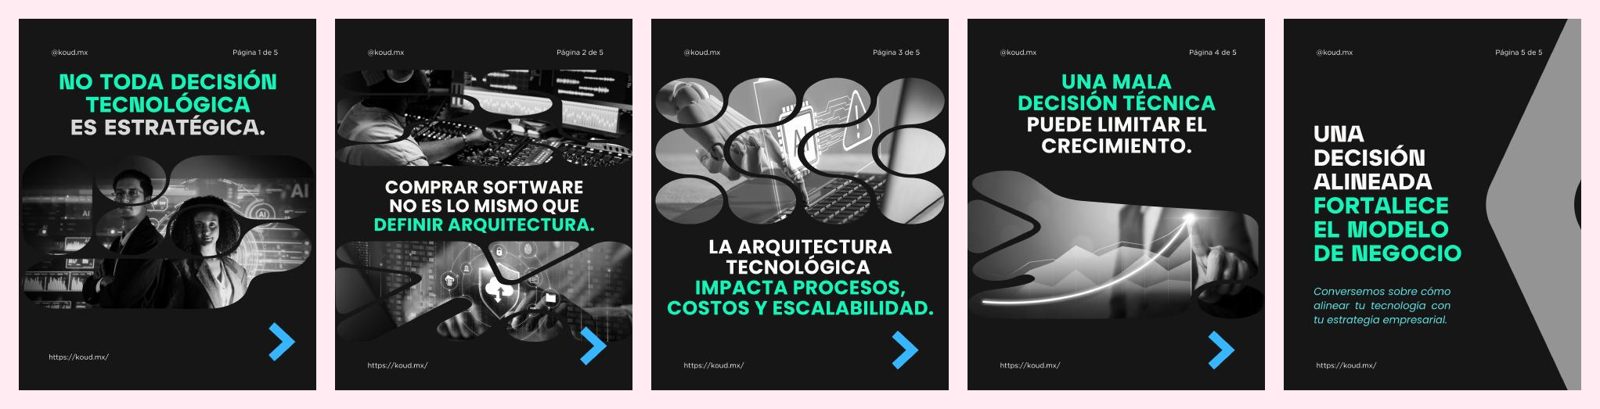 @koud.mx
Página 1 de 5
NO TODA DECISIÓN
TECNOLÓGICA
ES ESTRATÉGICA.
AI
AI
https://koud.mx/
@koud.mx
Página 2 de 5
COMPRAR SOFTWARE
NO ES LO MISMO QUE
DEFINIR ARQUITECTURA.
https://koud.mx/
@koud.mx
Página 3 de 5
AI
LA ARQUITECTURA
TECNOLÓGICA
IMPACTA PROCESOS,
COSTOS Y ESCALABILIDAD.
https://koud.mx/
@koud.mx
Página 4 de 5
UNA MALA
DECISIÓN TÉCNICA
PUEDE LIMITAR EL
CRECIMIENTO.
https://koud.mx/
@koud.mx
Página 5 de 5
UNA
DECISIÓN
ALINEADA
FORTALECE
EL MODELO
DE NEGOCIO
Conversemos sobre cómo
alinear tu tecnología con
tu estrategia empresarial.
https://koud.mx/